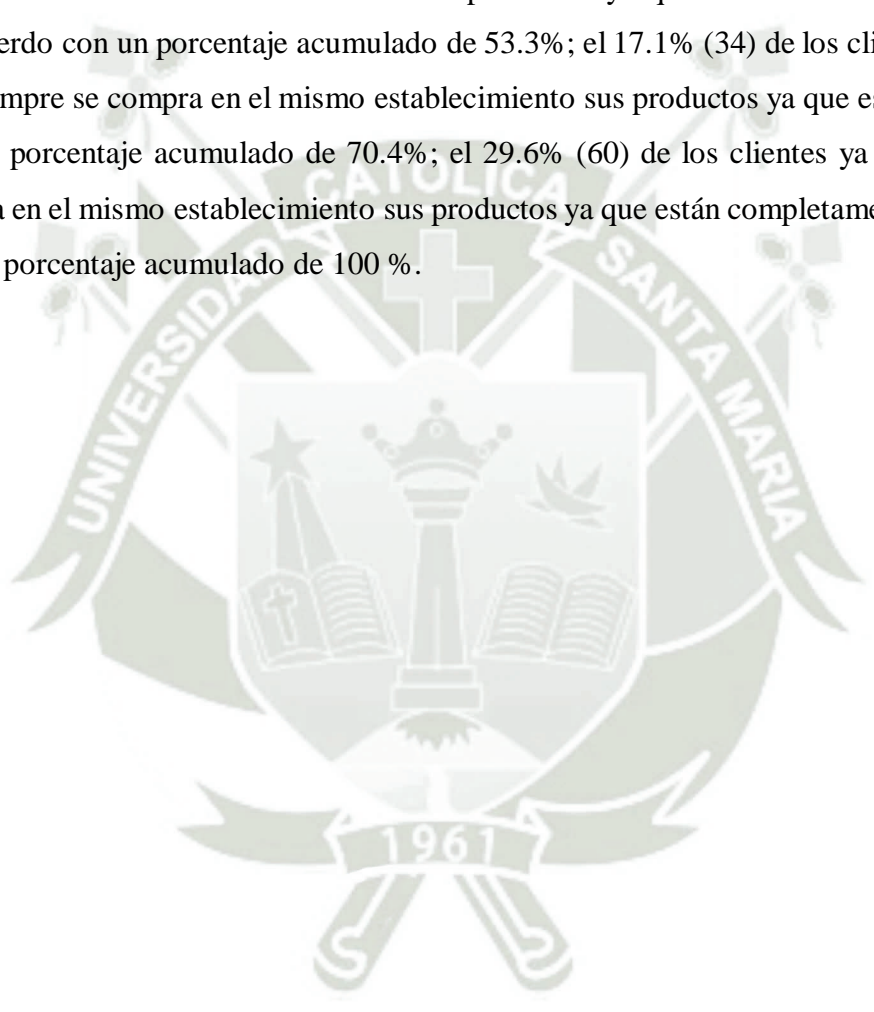 erdo con un porcentaje acumulado de 53.3%; el 17.1% (34) de los cli
mpre se compra en el mismo establecimiento sus productos ya que es
porcentaje acumulado de 70.4%; el 29.6% (60) de los clientes ya
a en el mismo establecimiento sus productos ya que están completame
porcentaje acumulado de 100 %.
UNIVERSIDAD CATOLICA SANTA MARIA
1961